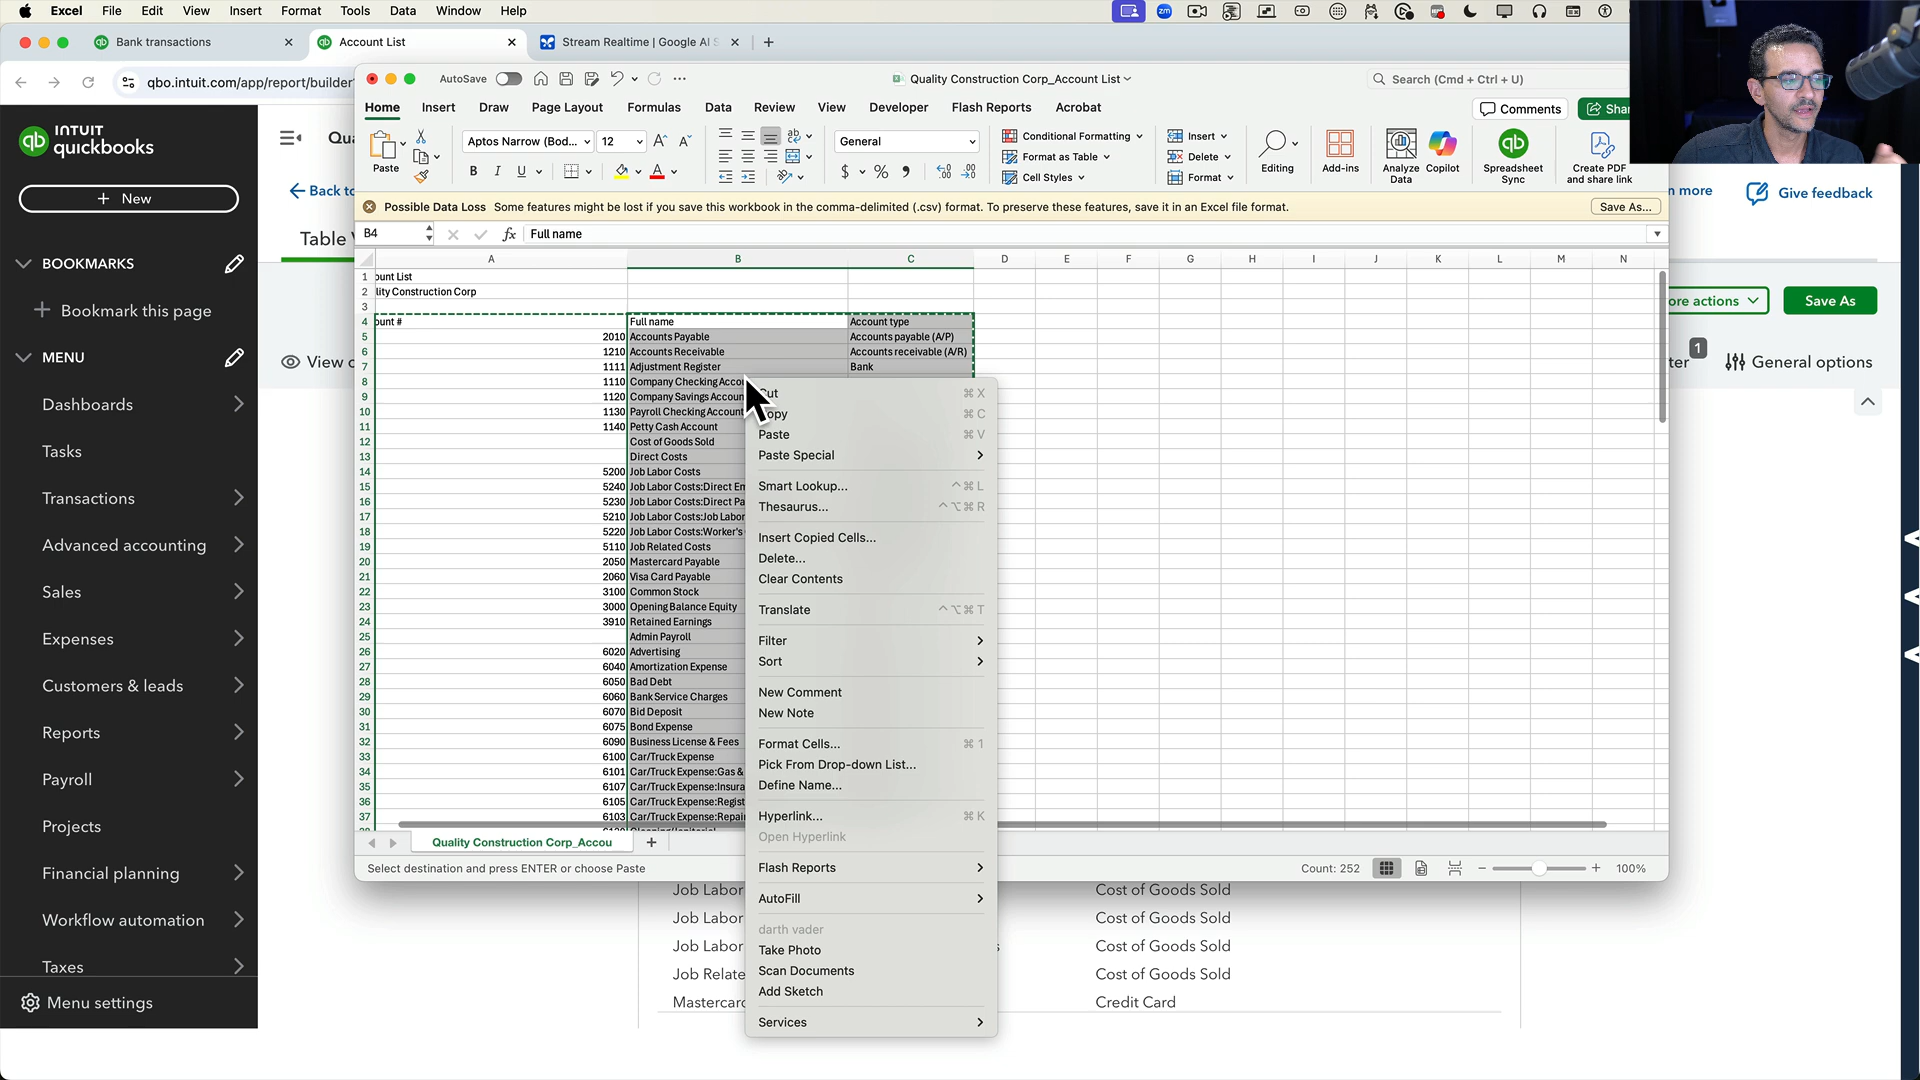 Excel File Edit View Insert Format Tools Data Window Help
Bank transactions
Account List
Stream Realtime | Google AI S
qbo.intuit.com/app/report/builder
AutoSave
Quality Construction Corp_Account List
Search (Cmd + Ctrl + U)
Home Insert Draw Page Layout Formulas Data Review View Developer Flash Reports Acrobat
Comments
Shar
Paste
Aptos Narrow (Bod... 12
B I U
General
Conditional Formatting
Format as Table
Cell Styles
Insert
Delete
Format
Editing
Add-ins
Analyze Data
Copilot
Spreadsheet Sync
Create PDF and share link
Possible Data Loss Some features might be lost if you save this workbook in the comma-delimited (.csv) format. To preserve these features, save it in an Excel file format.
Save As...
B4 fx Full name
A B C D E F G H I J K L M N
1 ount List
2 lity Construction Corp
3
4 ount # Full name Account type
5 2010 Accounts Payable Accounts payable (A/P)
6 1210 Accounts Receivable Accounts receivable (A/R)
7 1111 Adjustment Register Bank
8 1110 Company Checking Accou
9 1120 Company Savings Accoun
10 1130 Payroll Checking Account
11 1140 Petty Cash Account
12 Cost of Goods Sold
13 Direct Costs
14 5200 Job Labor Costs
15 5240 Job Labor Costs:Direct Em
16 5230 Job Labor Costs:Direct Pa
17 5210 Job Labor Costs:Job Labor
18 5220 Job Labor Costs:Worker's
19 5110 Job Related Costs
20 2050 Mastercard Payable
21 2060 Visa Card Payable
22 3100 Common Stock
23 3000 Opening Balance Equity
24 3910 Retained Earnings
25 Admin Payroll
26 6020 Advertising
27 6040 Amortization Expense
28 6050 Bad Debt
29 6060 Bank Service Charges
30 6070 Bid Deposit
31 6075 Bond Expense
32 6090 Business License & Fees
33 6100 Car/Truck Expense
34 6101 Car/Truck Expense:Gas &
35 6107 Car/Truck Expense:Insura
36 6105 Car/Truck Expense:Regist
37 6103 Car/Truck Expense:Repair
Cut ⌘ X
Copy ⌘ C
Paste ⌘ V
Paste Special
Smart Lookup... ^⌘ L
Thesaurus... ^⌥⌘ R
Insert Copied Cells...
Delete...
Clear Contents
Translate ^⌥⌘ T
Filter
Sort
New Comment
New Note
Format Cells... ⌘ 1
Pick From Drop-down List...
Define Name...
Hyperlink... ⌘ K
Open Hyperlink
Flash Reports
AutoFill
darth vader
Take Photo
Scan Documents
Add Sketch
Services
Quality Construction Corp_Accou
Select destination and press ENTER or choose Paste
Count: 252
100%
INTUIT quickbooks
+ New
BOOKMARKS
Bookmark this page
MENU
Dashboards
Tasks
Transactions
Advanced accounting
Sales
Expenses
Customers & leads
Reports
Payroll
Projects
Financial planning
Workflow automation
Taxes
Menu settings
Qua
Back to
Table V
View o
n more
Give feedback
ore actions
Save As
ter 1
General options
Job Labor Cost of Goods Sold
Job Labor Cost of Goods Sold
Job Labor s Cost of Goods Sold
Job Relate Cost of Goods Sold
Mastercard Credit Card